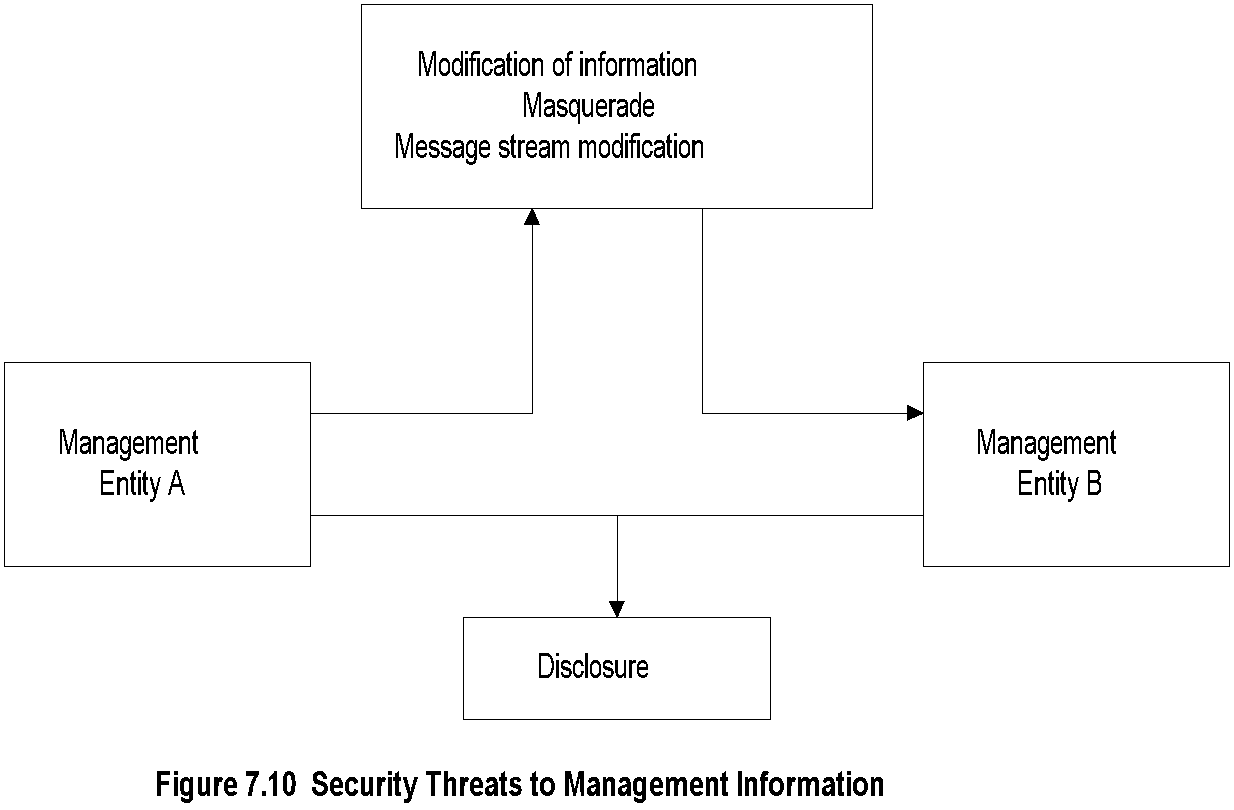 Modification of information
Masquerade
Message stream modification
Management
Entity A
Management
Entity B
Disclosure
Figure 7.10 Security Threats to Management Information